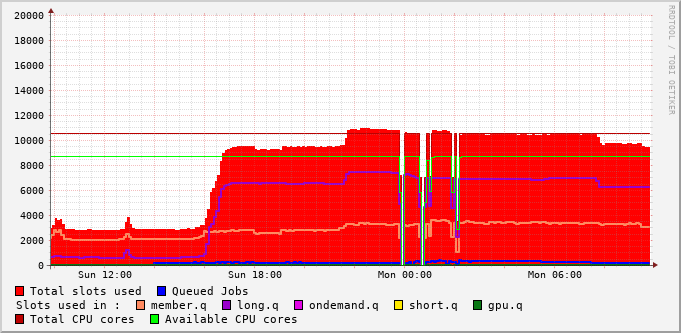 20000
18000
16000
14000
12000
10000
8000
6000
4000
2000
0
Sun 12:00 Sun 18:00 Mon 00:00 Mon 06:00
Total slots used Queued Jobs
Slots used in : member.q long.q ondemand.q short.q gpu.q
Total CPU cores Available CPU cores
RRDTOOL / TOBI OETIKER